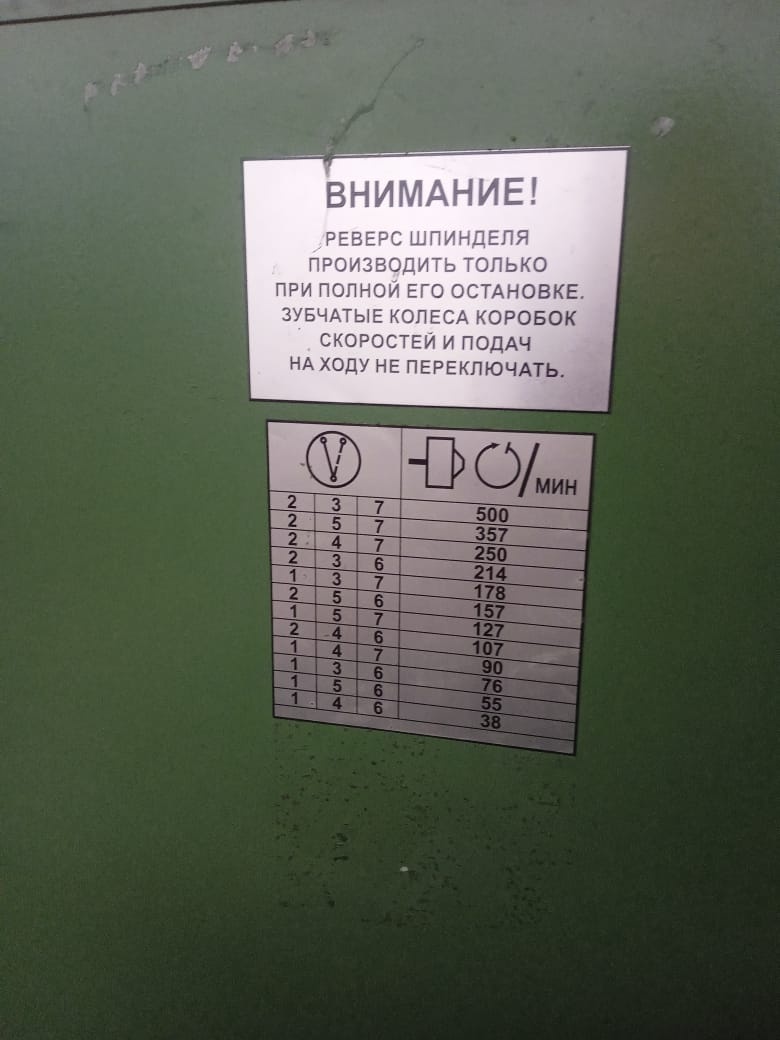 ВНИМАНИЕ!
РЕВЕРС ШПИНДЕЛЯ
ПРОИЗВОДИТЬ ТОЛЬКО
ПРИ ПОЛНОЙ ЕГО ОСТАНОВКЕ.
ЗУБЧАТЫЕ КОЛЕСА КОРОБОК
СКОРОСТЕЙ И ПОДАЧ
НА ХОДУ НЕ ПЕРЕКЛЮЧАТЬ.
/МИН
2 3 7 500
2 5 7 357
2 4 7 250
2 3 6 214
1 3 7 178
2 5 6 157
1 5 7 127
2 4 6 107
1 4 7 90
1 3 6 76
1 5 6 55
1 4 6 38